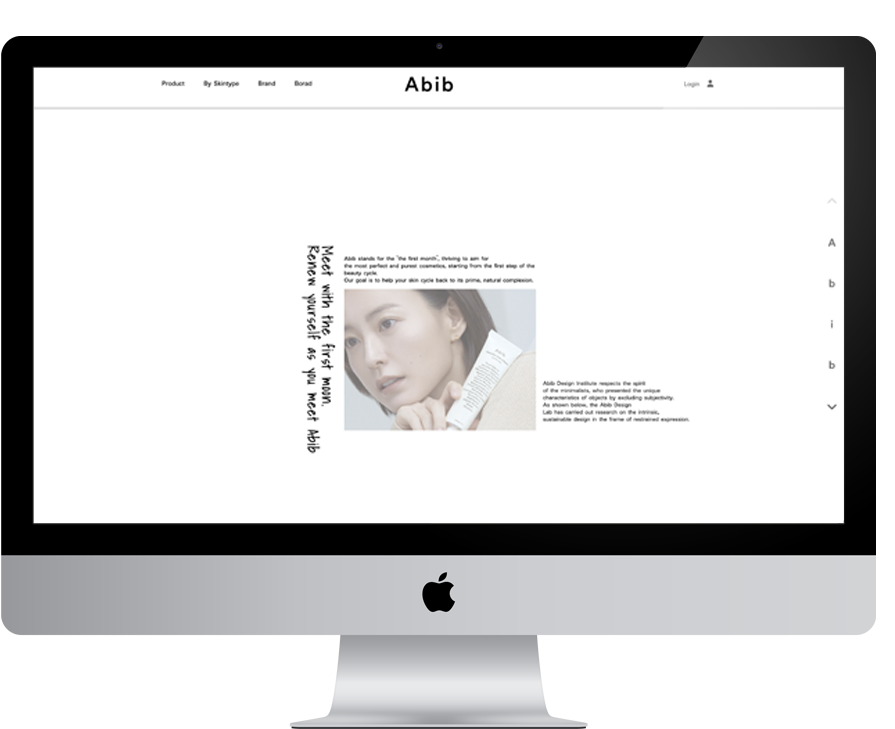 Product By Skintype Brand Borad
Abib
Login
A
b
i
b
Meet with the first moon.
Renew yourself as you meet Abib
Abib stands for the "the first month", thriving to aim for
the most perfect and purest cosmetics, starting from the first step of the
beauty cycle.
Our goal is to help your skin cycle back to its prime, natural complexion.
Abib Design Institute respects the spirit
of the minimalists, who presented the unique
characteristics of objects by excluding subjectivity.
As shown below, the Abib Design
Lab has carried out research on the intrinsic,
sustainable design in the frame of restrained expression.